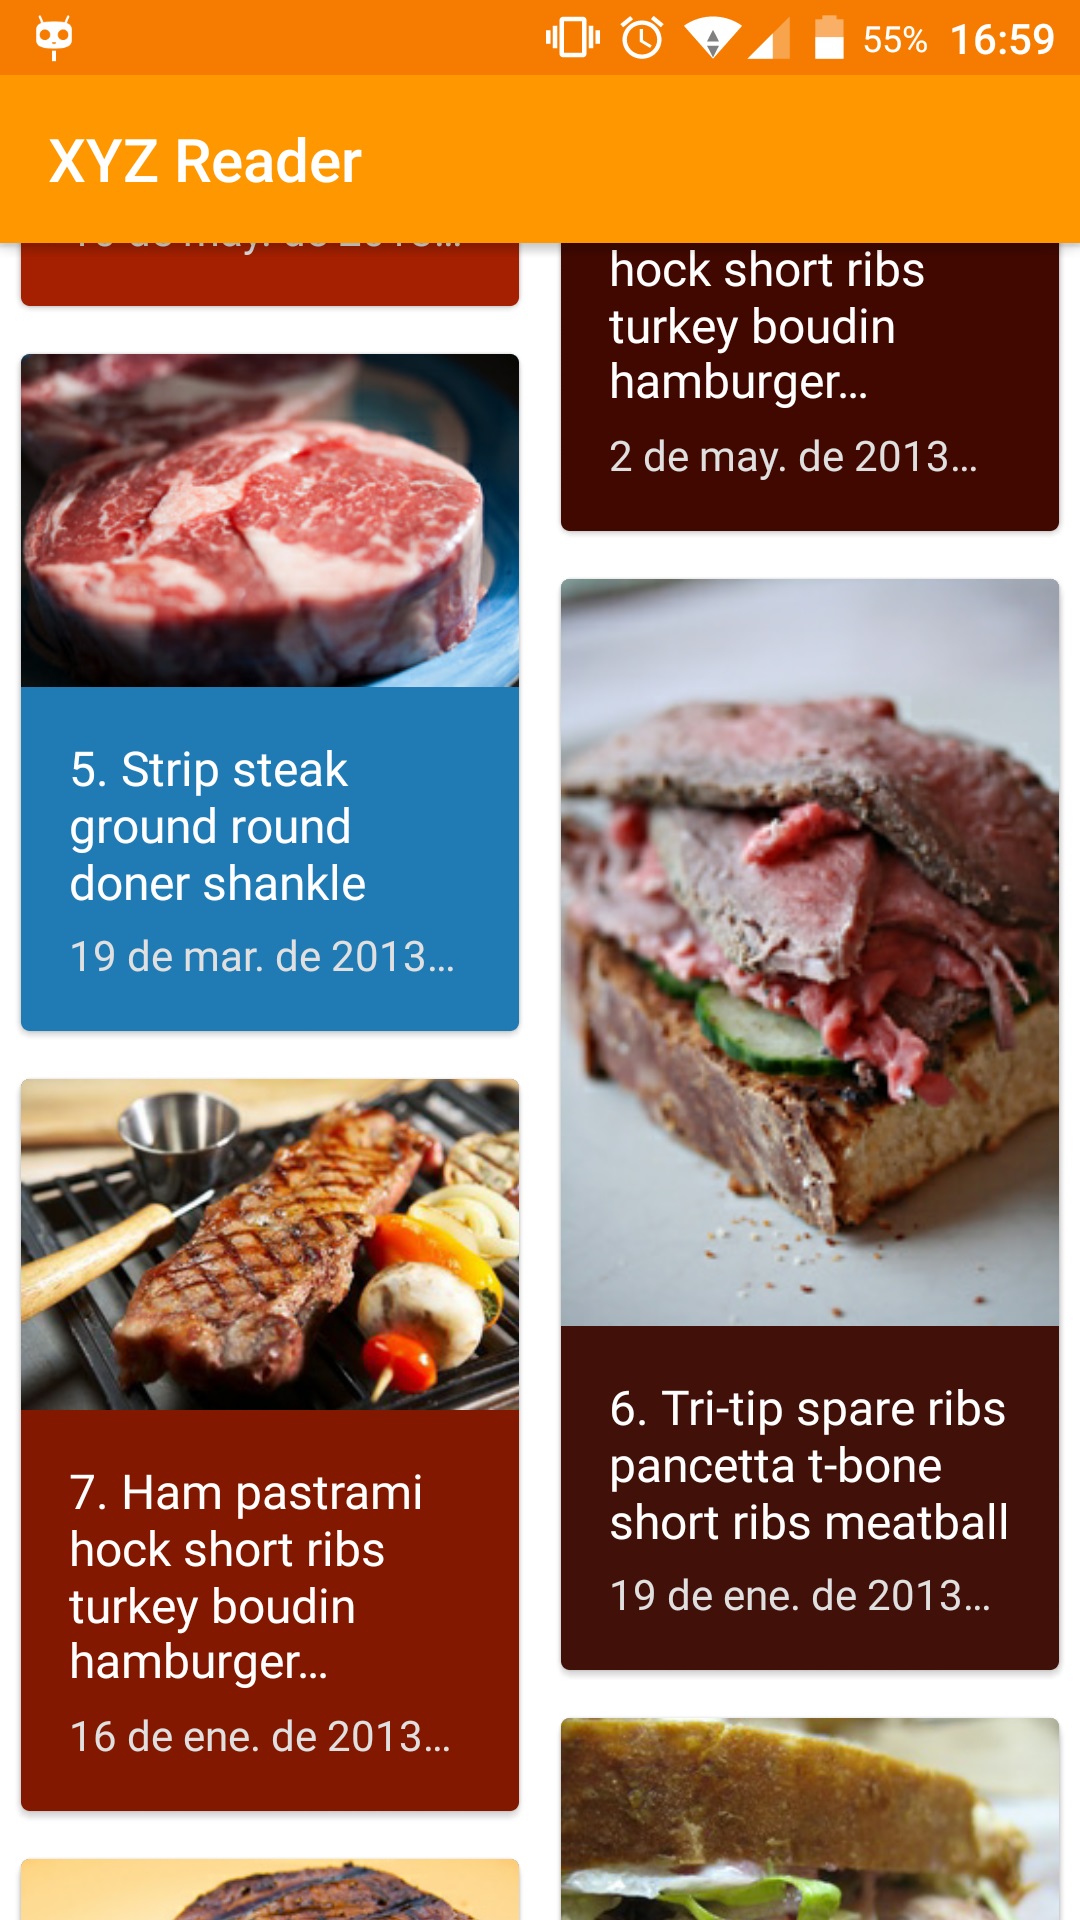 55% 16:59
XYZ Reader
hock short ribs
turkey boudin
hamburger…
2 de may. de 2013…
5. Strip steak
ground round
doner shankle
19 de mar. de 2013…
6. Tri-tip spare ribs
pancetta t-bone
short ribs meatball
19 de ene. de 2013…
7. Ham pastrami
hock short ribs
turkey boudin
hamburger…
16 de ene. de 2013…